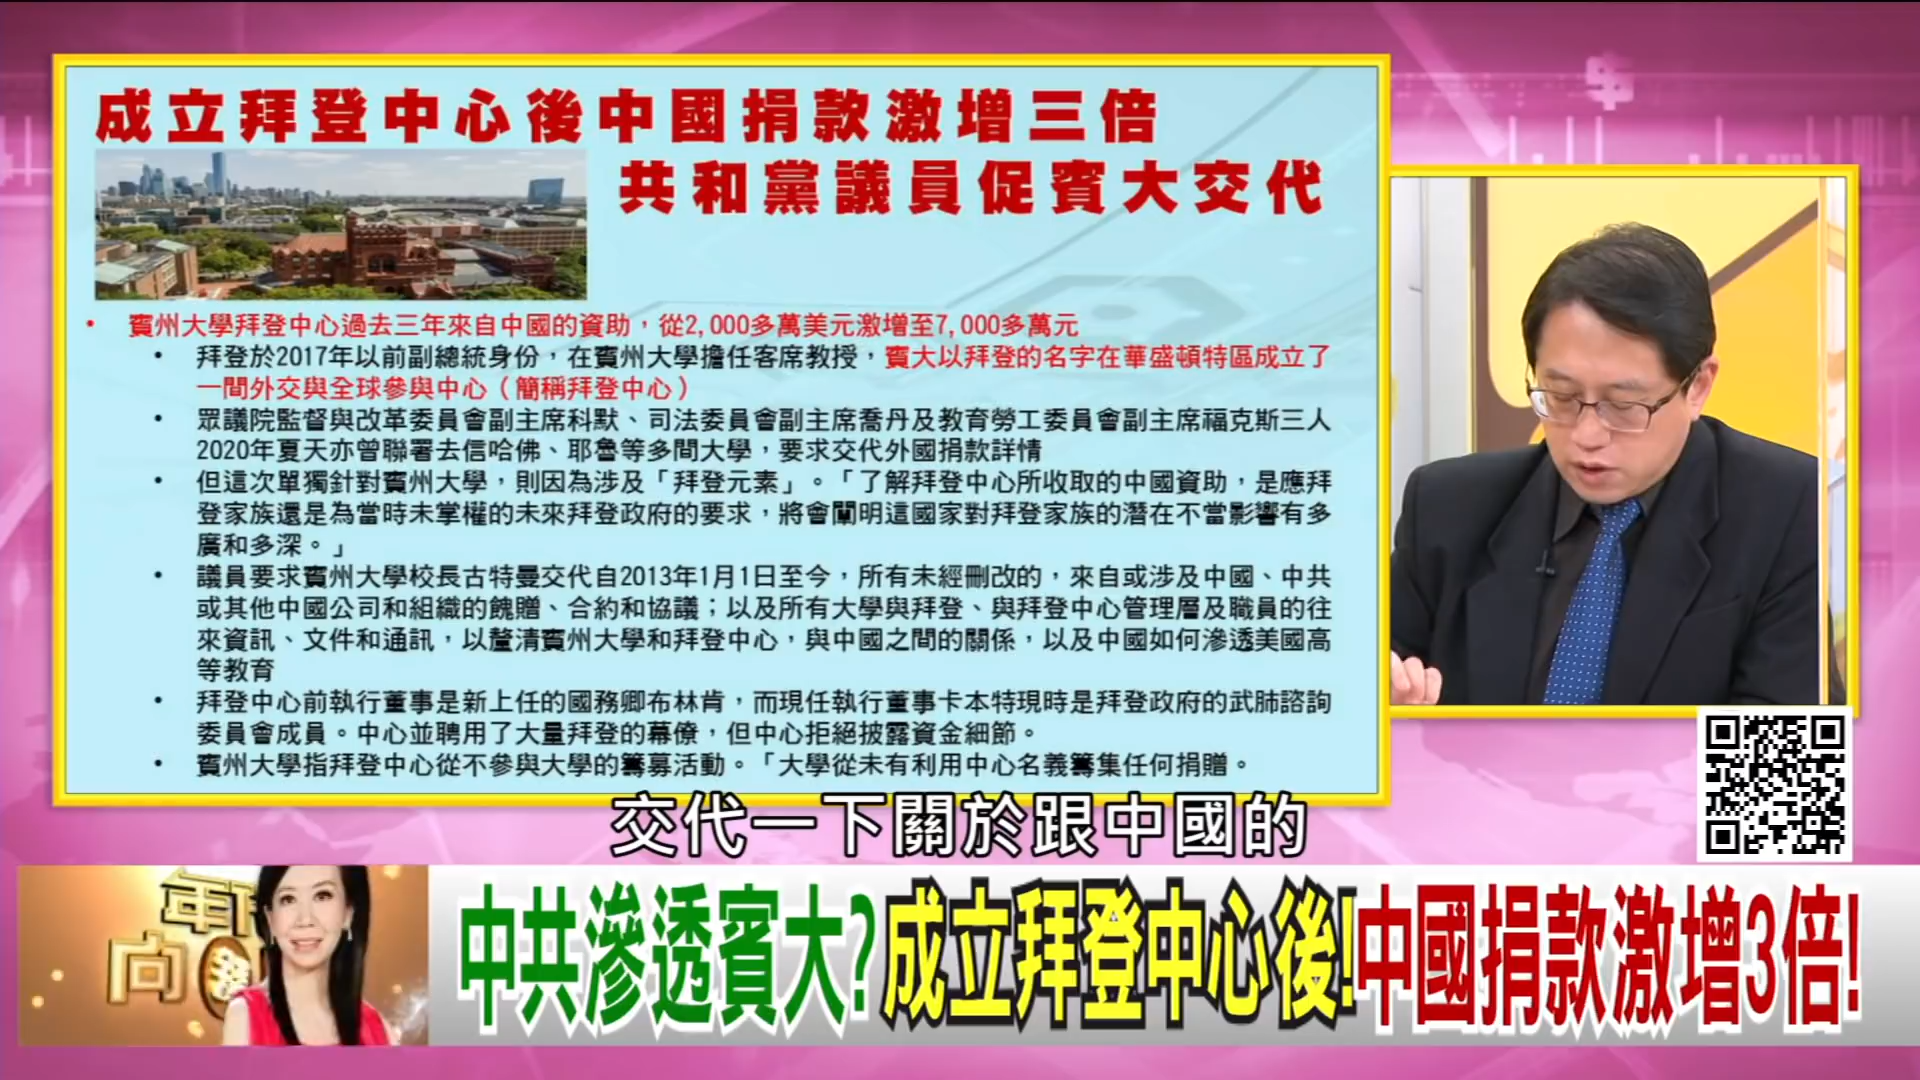 成立拜登中心後中國捐款激增三倍
共和黨議員促賓大交代
• 賓州大學拜登中心過去三年來自中國的資助，從2,000多萬美元激增至7,000多萬元
• 拜登於2017年以前副總統身份，在賓州大學擔任客席教授，賓大以拜登的名字在華盛頓特區成立了
一間外交與全球參與中心（簡稱拜登中心）
• 眾議院監督與改革委員會副主席科默、司法委員會副主席喬丹及教育勞工委員會副主席福克斯三人
2020年夏天亦曾聯署去信哈佛、耶魯等多間大學，要求交代外國捐款詳情
• 但這次單獨針對賓州大學，則因為涉及「拜登元素」。「了解拜登中心所收取的中國資助，是應拜
登家族還是為當時未掌權的未來拜登政府的要求，將會闡明這國家對拜登家族的潛在不當影響有多
廣和多深。」
• 議員要求賓州大學校長古特曼交代自2013年1月1日至今，所有未經刪改的，來自或涉及中國、中共
或其他中國公司和組織的餽贈、合約和協議；以及所有大學與拜登、與拜登中心管理層及職員的往
來資訊、文件和通訊，以釐清賓州大學和拜登中心，與中國之間的關係，以及中國如何滲透美國高
等教育
• 拜登中心前執行董事是新上任的國務卿布林肯，而現任執行董事卡本特現時是拜登政府的武肺諮詢
委員會成員。中心並聘用了大量拜登的幕僚，但中心拒絕披露資金細節。
• 賓州大學指拜登中心從不參與大學的籌募活動。「大學從未有利用中心名義籌集任何捐贈。
交代一下關於跟中國的
年
向
中共滲透賓大?成立拜登中心後!中國捐款激增3倍!